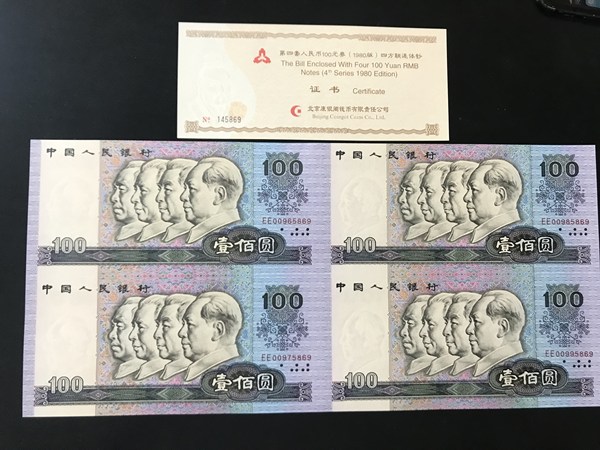 第四套人民币100元券(1980版)四方联连体钞
The Bill Enclosed With Four 100 Yuan RMB
Notes (4th Series 1980 Edition)
证 书 Certificate
北京康银阁钱币有限责任公司
Beijing Coinget Coins Co., Ltd.
№ 145869
中国人民银行 100
EE00965869
100 壹佰圆
中国人民银行 100
EE00985869
100 壹佰圆
中国人民银行 100
EE00975869
100 壹佰圆
中国人民银行 100
EE00995869
100 壹佰圆